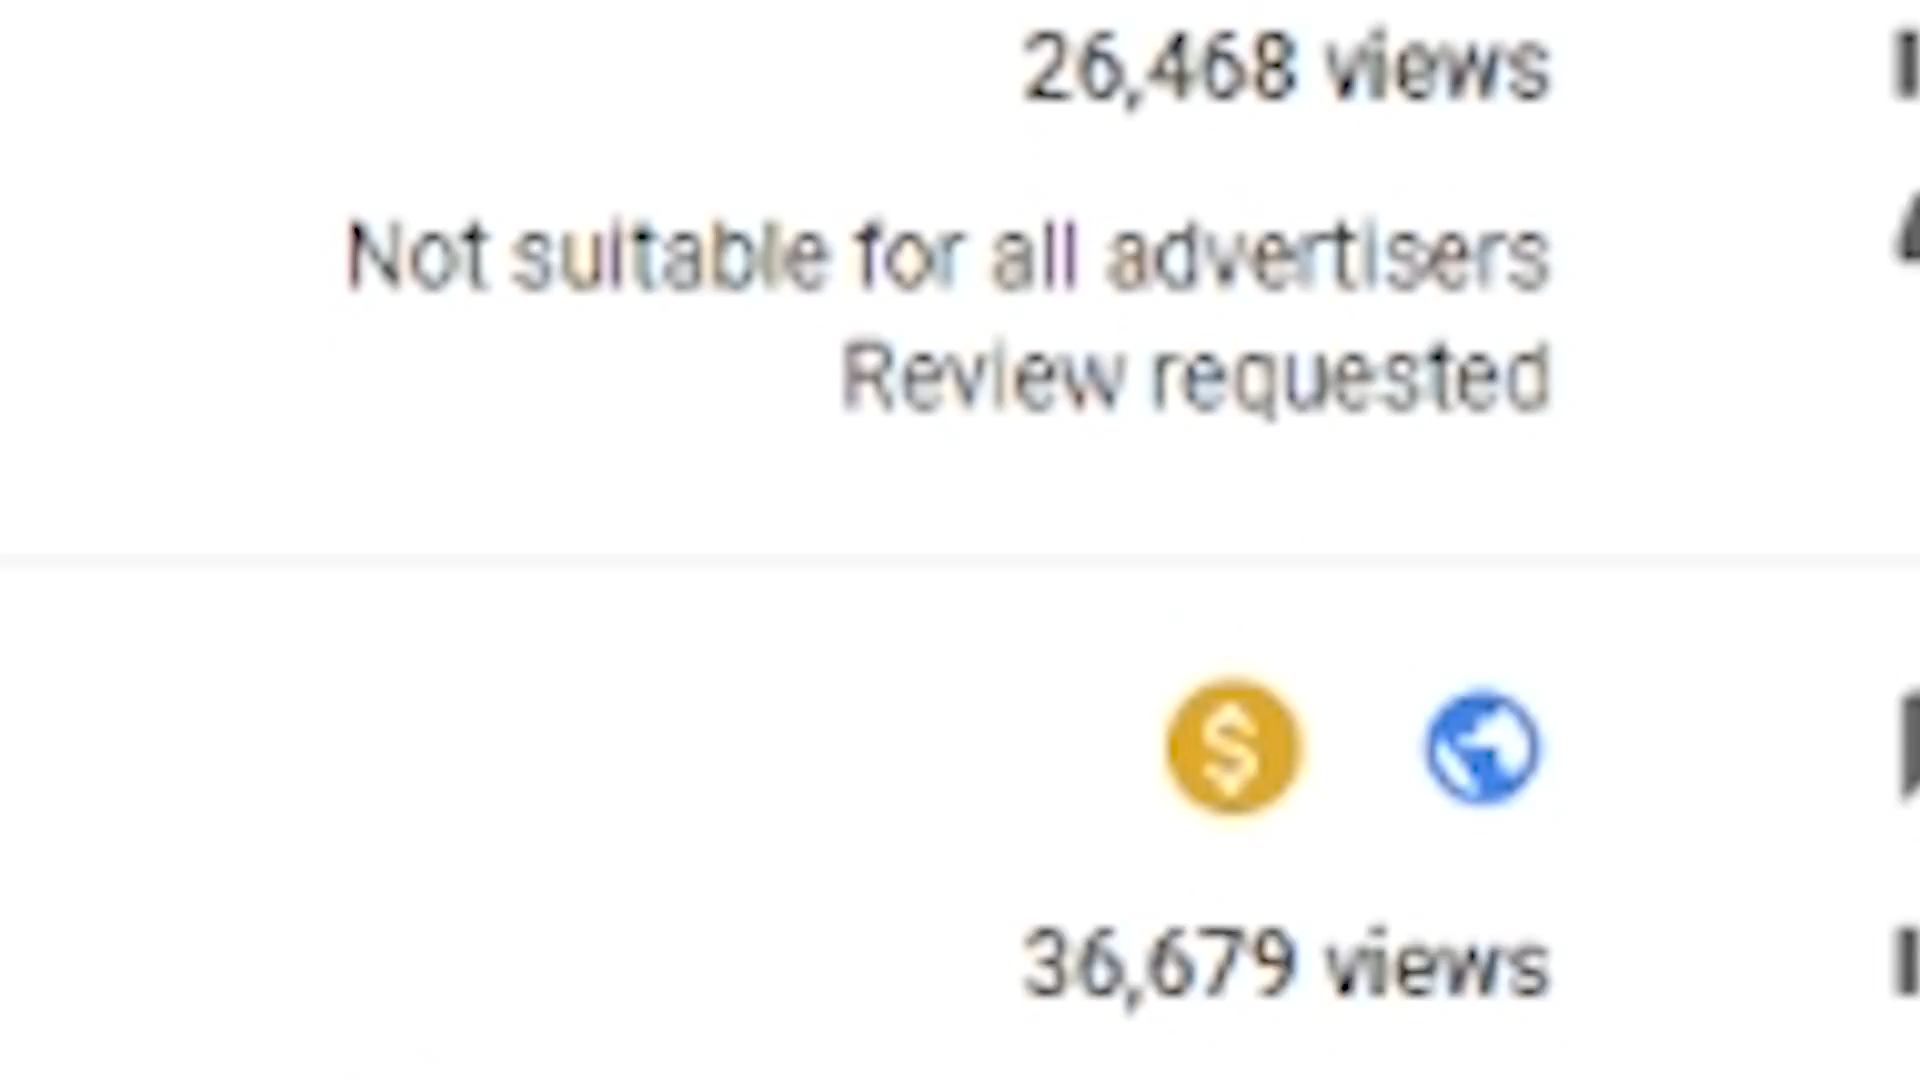 26,468 views
Not suitable for all advertisers
Review requested
$
36,679 views